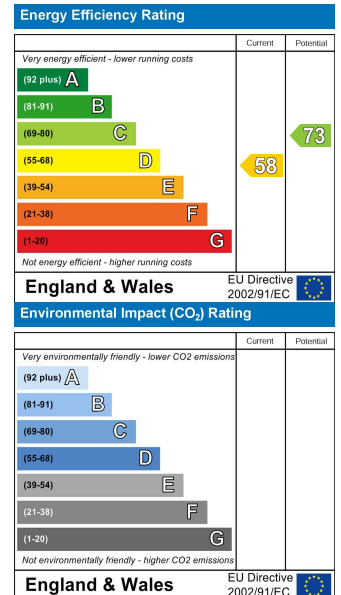 Energy Efficiency Rating
Current Potential
Very energy efficient - lower running costs
(92 plus) A
(81-91) B
(69-80) C
(55-68) D
(39-54) E
(21-38) F
(1-20) G
58
73
Not energy efficient - higher running costs
England & Wales
EU Directive
2002/91/EC
Environmental Impact (CO₂) Rating
Current Potential
Very environmentally friendly - lower CO2 emissions
(92 plus) A
(81-91) B
(69-80) C
(55-68) D
(39-54) E
(21-38) F
(1-20) G
Not environmentally friendly - higher CO2 emissions
England & Wales
EU Directive
2002/91/EC